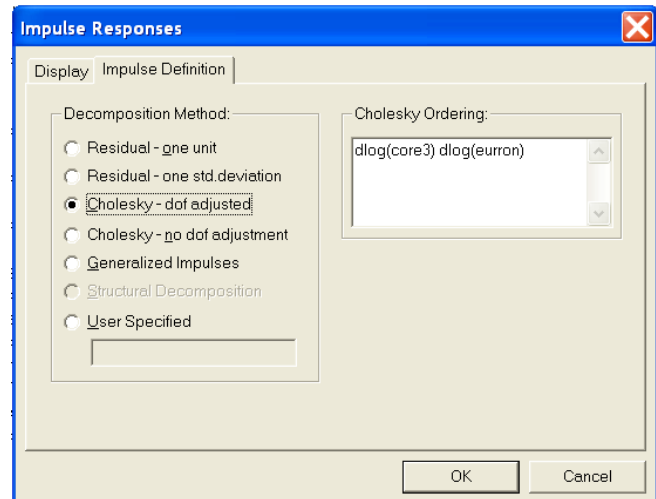 Impulse Responses
Display
Impulse Definition
Decomposition Method:
Residual - one unit
Residual - one std.deviation
Cholesky - dof adjusted
Cholesky - no dof adjustment
Generalized Impulses
Structural Decomposition
User Specified
Cholesky Ordering:
dlog(core3) dlog(eurron)
OK
Cancel